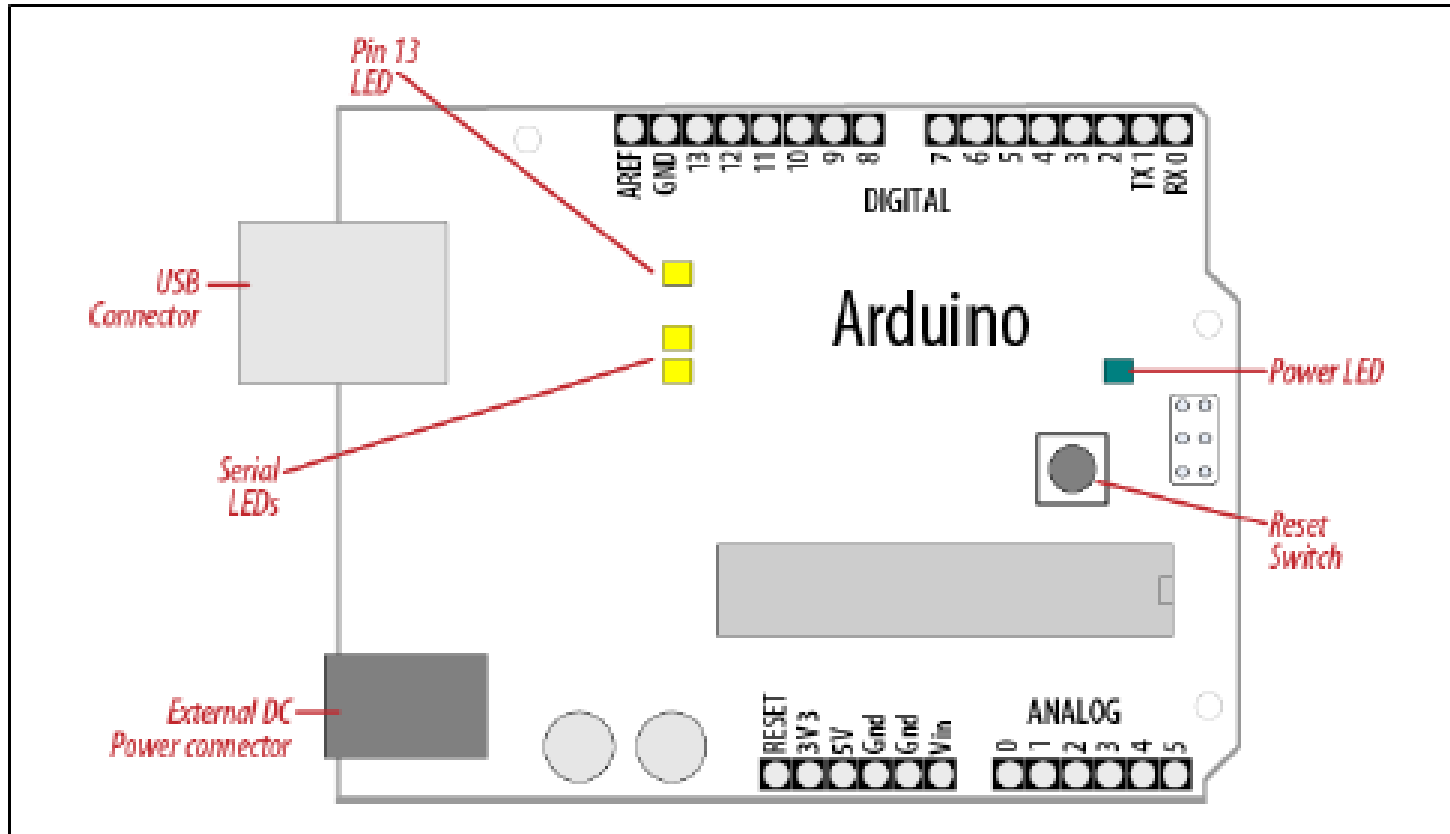 Pin 13
LED
AREF
GND
13
12
11
10
9
8
7
6
5
4
3
2
TX 1
RX 0
DIGITAL
USB
Connector
Arduino
Power LED
Serial
LEDs
Reset
Switch
External DC
Power connector
RESET
3V3
5V
Gnd
Gnd
Vin
ANALOG
0
1
2
3
4
5